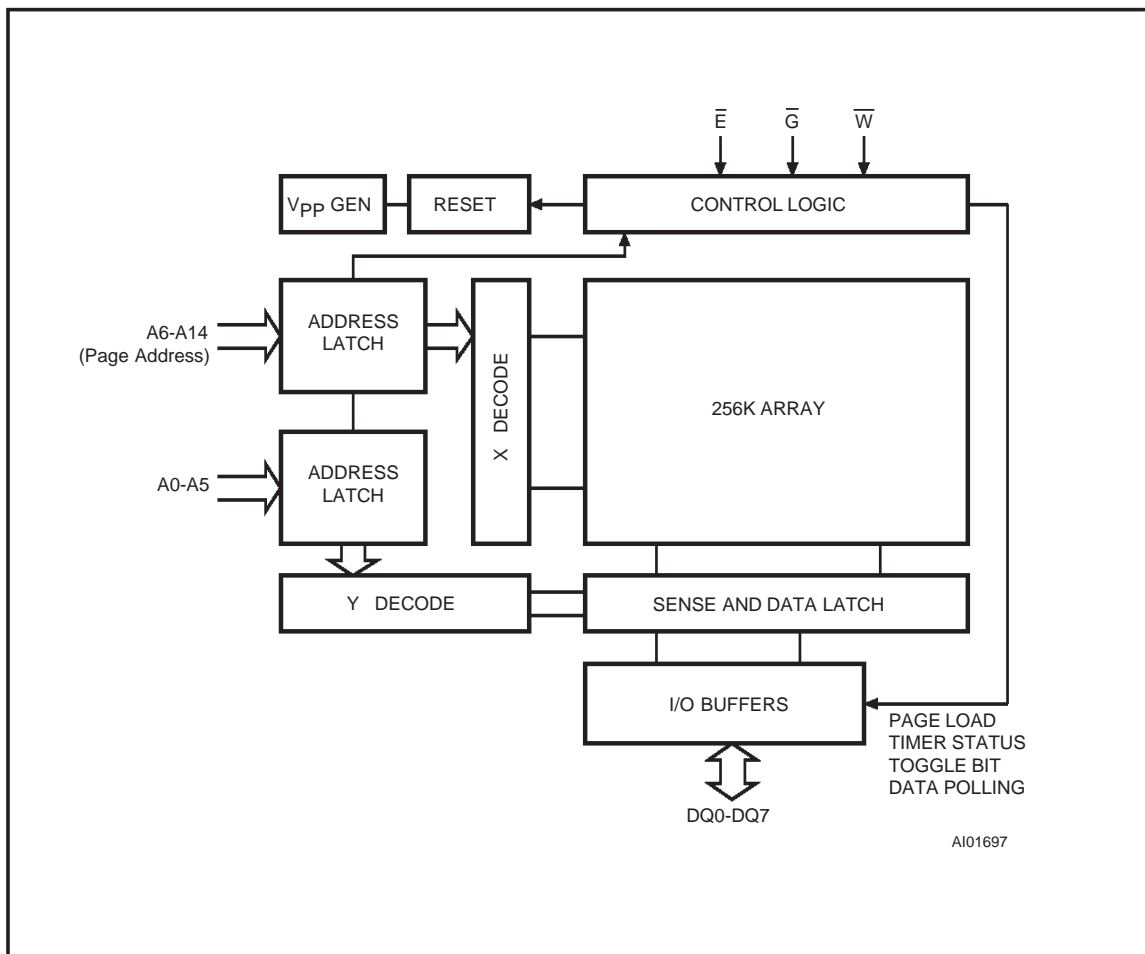 E̅ G̅ W̅
VPP GEN
RESET
CONTROL LOGIC
A6-A14
(Page Address)
ADDRESS
LATCH
X DECODE
256K ARRAY
A0-A5
ADDRESS
LATCH
Y DECODE
SENSE AND DATA LATCH
I/O BUFFERS
PAGE LOAD
TIMER STATUS
TOGGLE BIT
DATA POLLING
DQ0-DQ7
AI01697